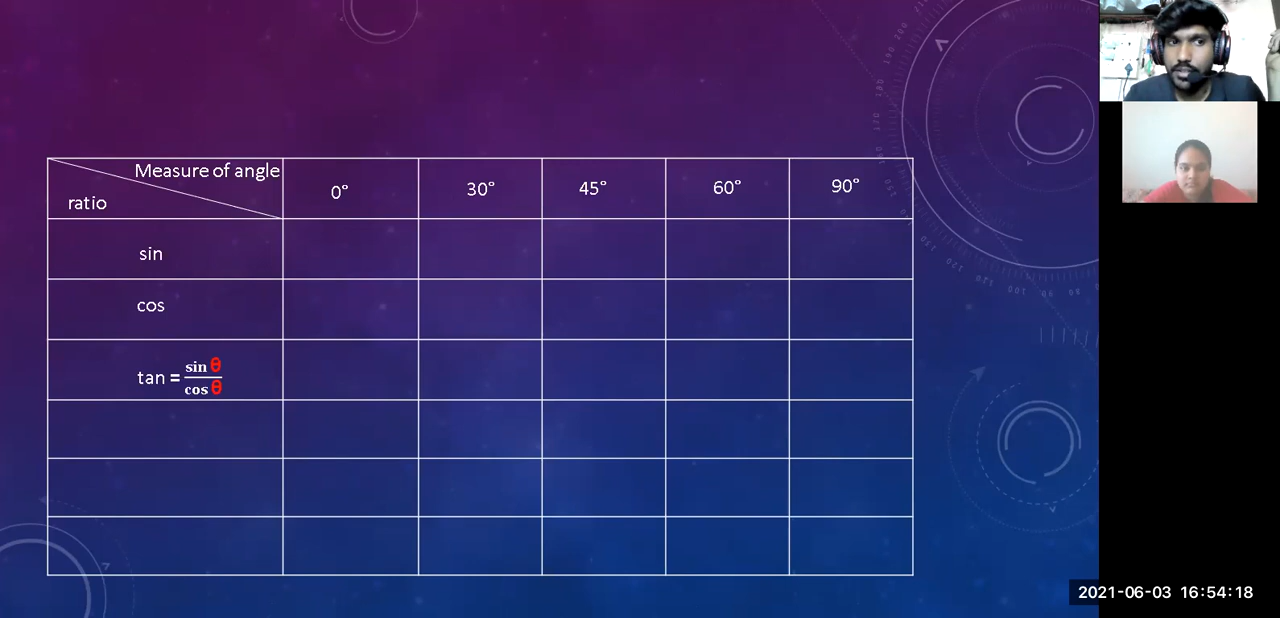 Measure of angle
ratio
0° 30° 45° 60° 90°
sin
cos
tan = sin θ / cos θ
2021-06-03 16:54:18